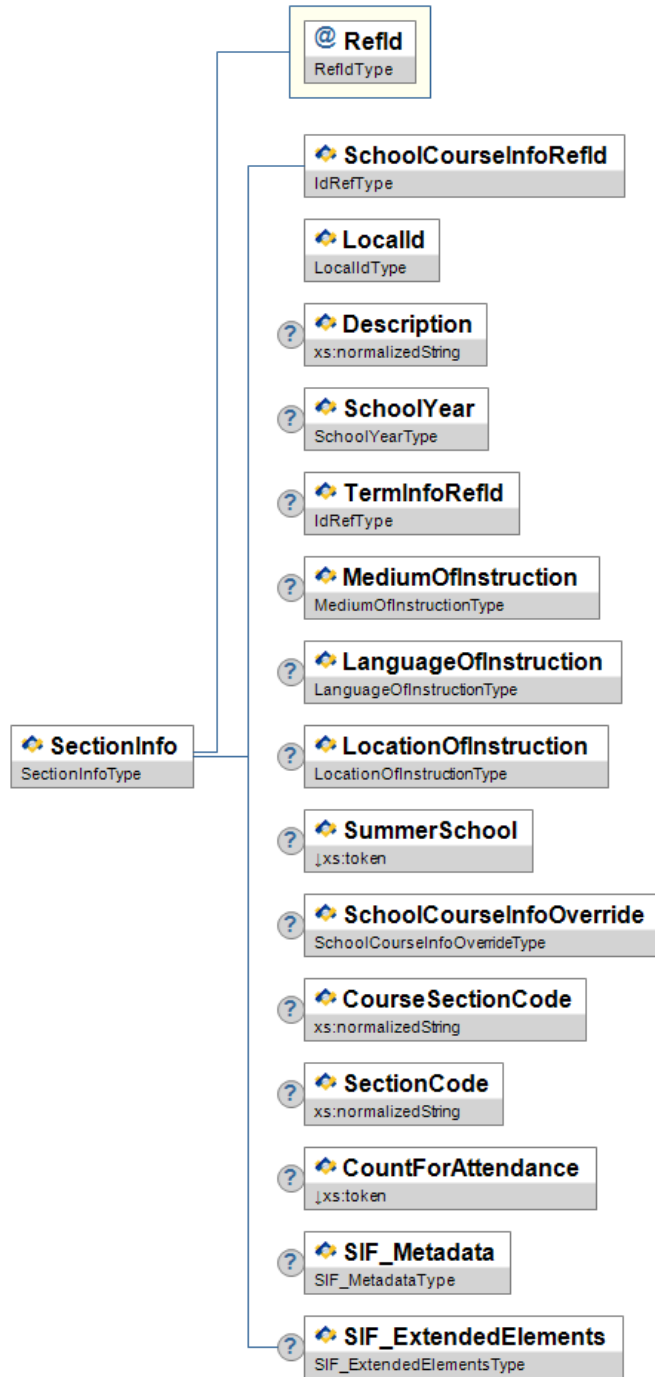 @ RefId
RefIdType
SchoolCourseInfoRefId
IdRefType
LocalId
LocalIdType
? Description
xs:normalizedString
? SchoolYear
SchoolYearType
? TermInfoRefId
IdRefType
? MediumOfInstruction
MediumOfInstructionType
? LanguageOfInstruction
LanguageOfInstructionType
SectionInfo
SectionInfoType
? LocationOfInstruction
LocationOfInstructionType
? SummerSchool
↓xs:token
? SchoolCourseInfoOverride
SchoolCourseInfoOverrideType
? CourseSectionCode
xs:normalizedString
? SectionCode
xs:normalizedString
? CountForAttendance
↓xs:token
? SIF_Metadata
SIF_MetadataType
? SIF_ExtendedElements
SIF_ExtendedElementsType